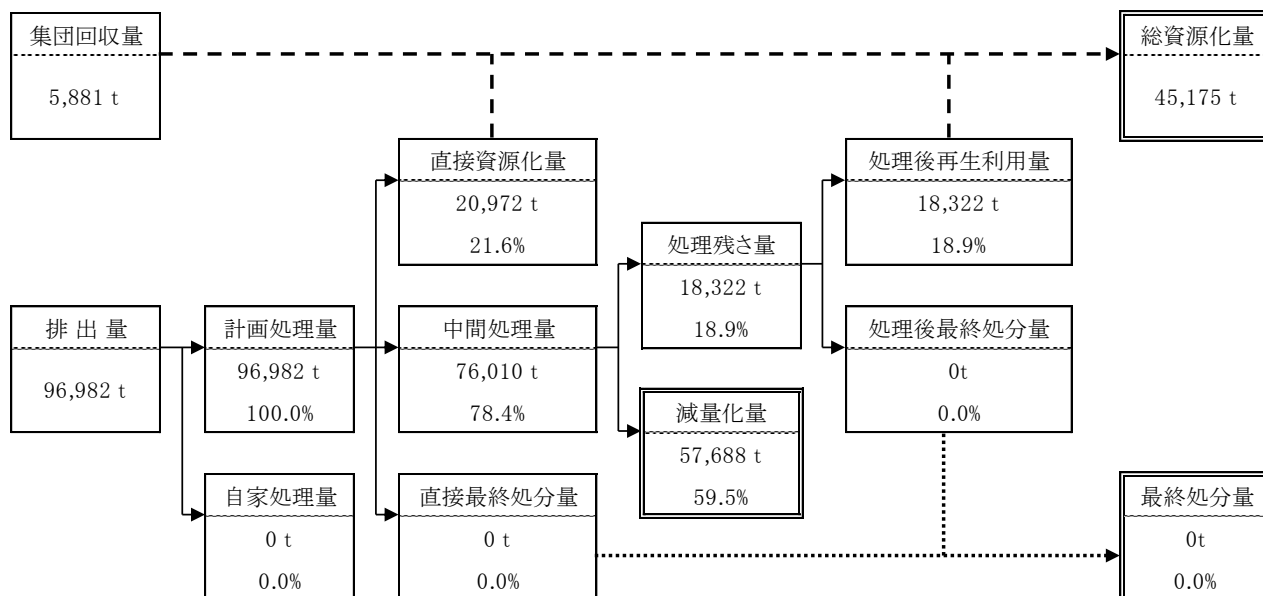 集団回収量
5,881 t
総資源化量
45,175 t
直接資源化量
20,972 t
21.6%
処理後再生利用量
18,322 t
18.9%
処理残さ量
18,322 t
18.9%
排 出 量
96,982 t
計画処理量
96,982 t
100.0%
中間処理量
76,010 t
78.4%
処理後最終処分量
0t
0.0%
減量化量
57,688 t
59.5%
自家処理量
0 t
0.0%
直接最終処分量
0 t
0.0%
最終処分量
0t
0.0%